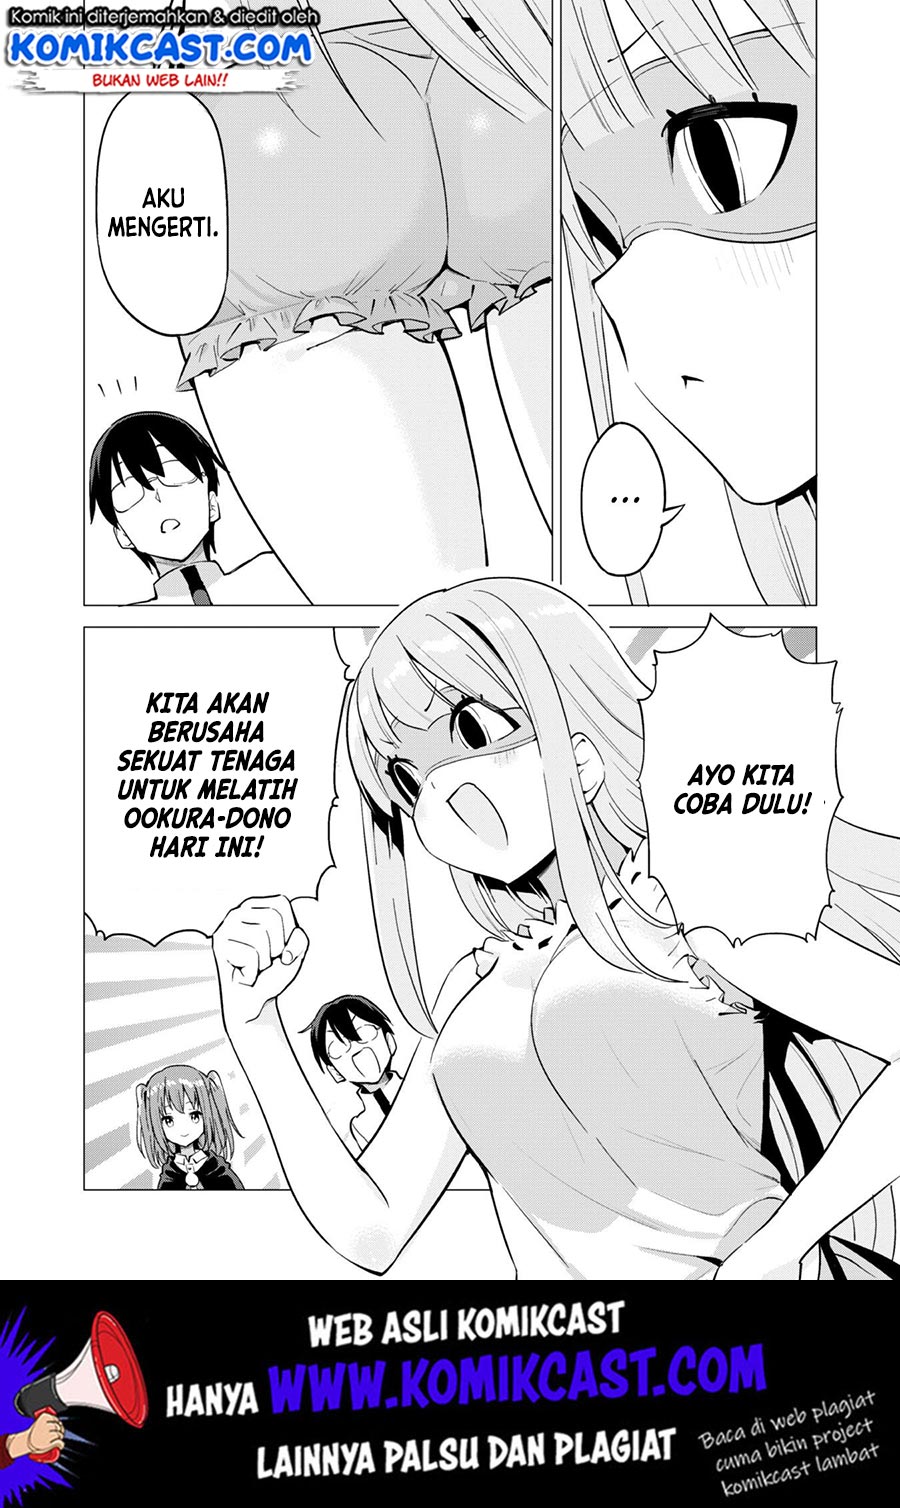 Komik ini diterjemahkan & diedit oleh
KOMIKCAST.COM
BUKAN WEB LAIN!!
...
AKU
MENGERTI.
AYO KITA
COBA DULU!
KITA AKAN
BERUSAHA
SEKUAT TENAGA
UNTUK MELATIH
OOKURA-DONO
HARI INI!
WEB ASLI KOMIKCAST
HANYA WWW.KOMIKCAST.COM
LAINNYA PALSU DAN PLAGIAT
Baca di web plagiat
cuma bikin project
komikcast lambat